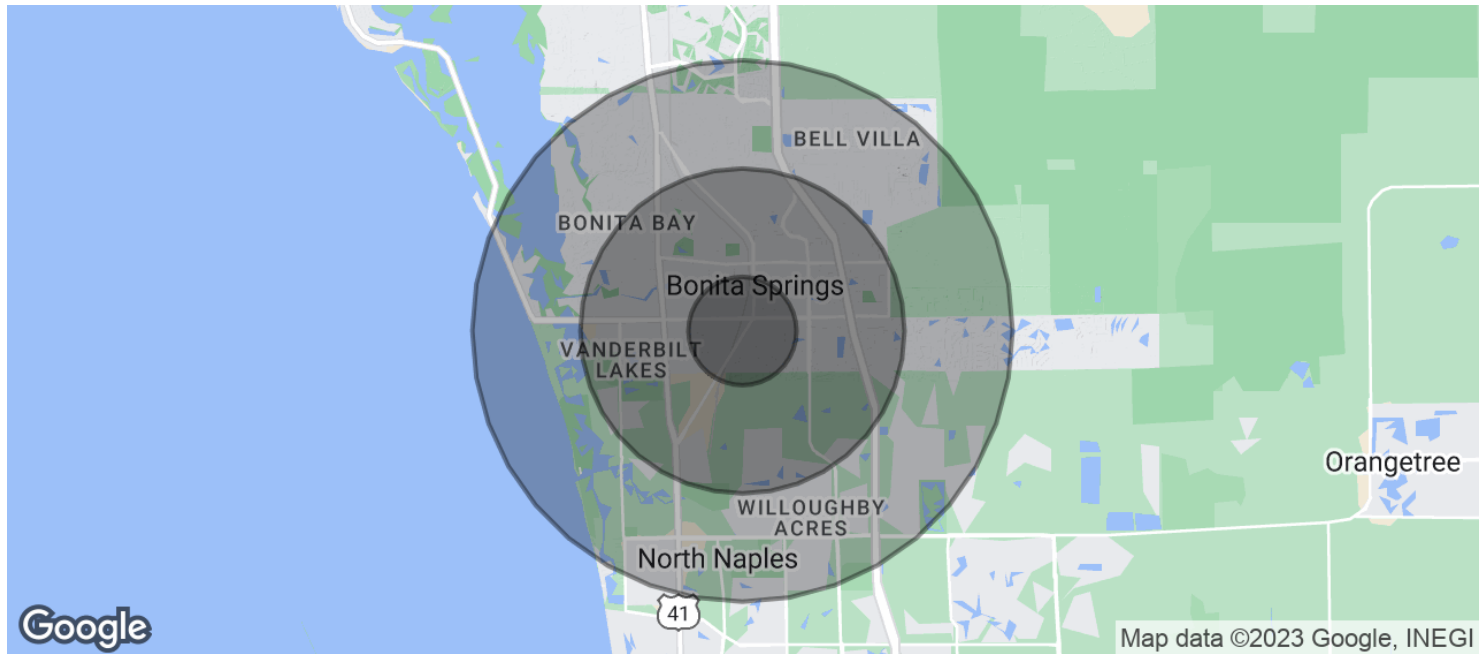 BELL VILLA
BONITA BAY
Bonita Springs
VANDERBILT
LAKES
Orangetree
WILLOUGHBY
ACRES
North Naples
41
Google
Map data ©2023 Google, INEGI